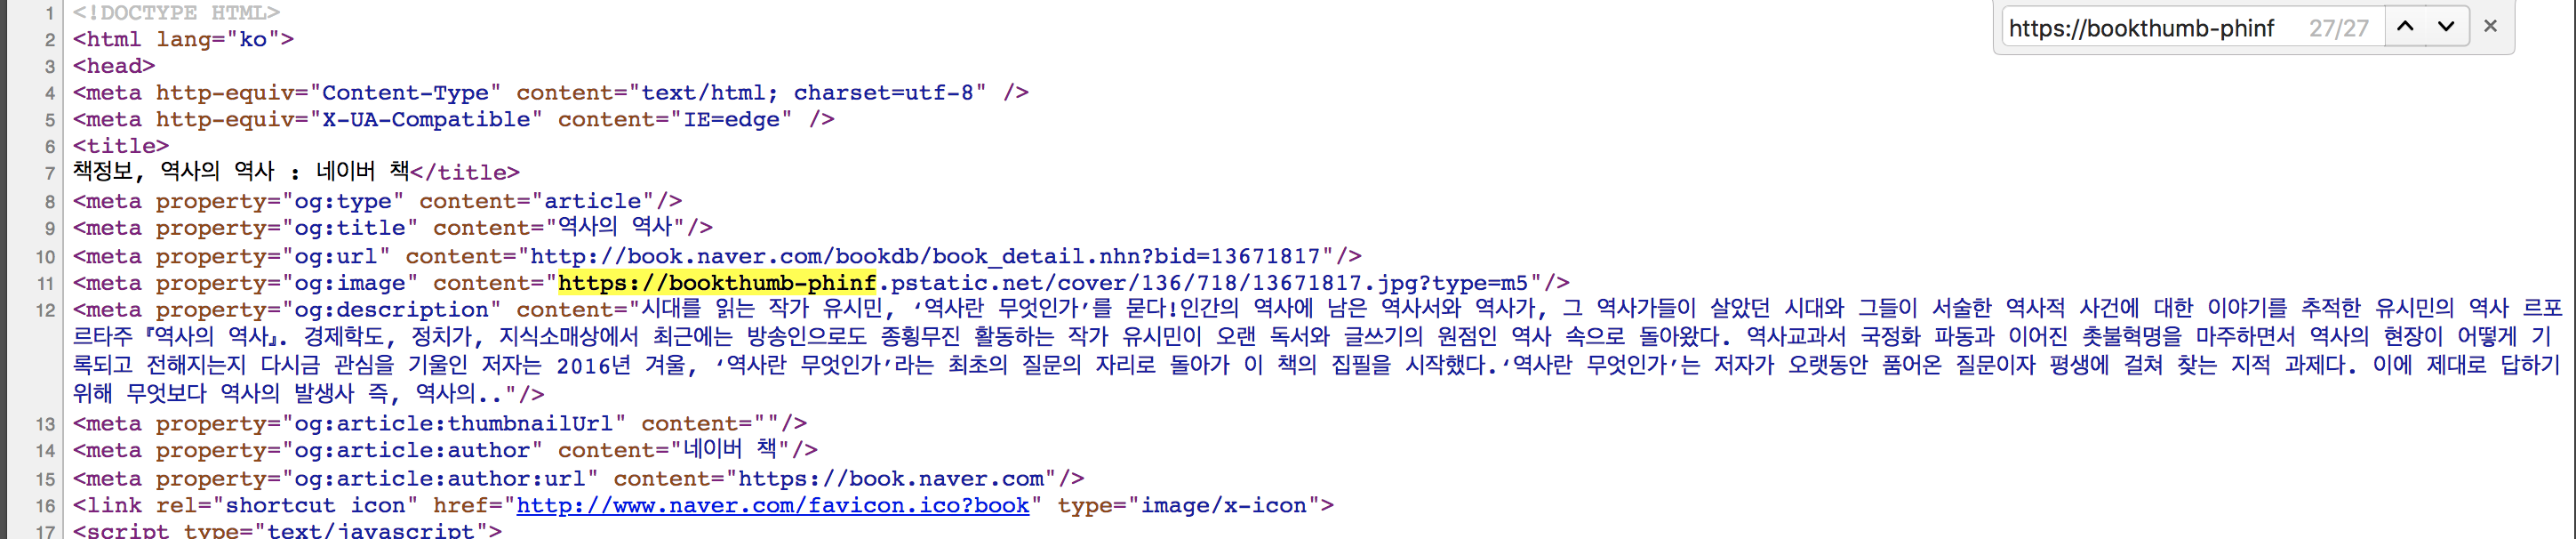 1 <!DOCTYPE HTML>
https://bookthumb-phinf 27/27
2 <html lang="ko">
3 <head>
4 <meta http-equiv="Content-Type" content="text/html; charset=utf-8" />
5 <meta http-equiv="X-UA-Compatible" content="IE=edge" />
6 <title>
7 책정보, 역사의 역사 : 네이버 책</title>
8 <meta property="og:type" content="article"/>
9 <meta property="og:title" content="역사의 역사"/>
10 <meta property="og:url" content="http://book.naver.com/bookdb/book_detail.nhn?bid=13671817"/>
11 <meta property="og:image" content="https://bookthumb-phinf.pstatic.net/cover/136/718/13671817.jpg?type=m5"/>
12 <meta property="og:description" content="시대를 읽는 작가 유시민, ‘역사란 무엇인가’를 묻다!인간의 역사에 남은 역사서와 역사가, 그 역사가들이 살았던 시대와 그들이 서술한 역사적 사건에 대한 이야기를 추적한 유시민의 역사 르포
르타주 『역사의 역사』. 경제학도, 정치가, 지식소매상에서 최근에는 방송인으로도 종횡무진 활동하는 작가 유시민이 오랜 독서와 글쓰기의 원점인 역사 속으로 돌아왔다. 역사교과서 국정화 파동과 이어진 촛불혁명을 마주하면서 역사의 현장이 어떻게 기
록되고 전해지는지 다시금 관심을 기울인 저자는 2016년 겨울, ‘역사란 무엇인가’라는 최초의 질문의 자리로 돌아가 이 책의 집필을 시작했다.‘역사란 무엇인가’는 저자가 오랫동안 품어온 질문이자 평생에 걸쳐 찾는 지적 과제다. 이에 제대로 답하기
위해 무엇보다 역사의 발생사 즉, 역사의.."/>
13 <meta property="og:article:thumbnailUrl" content=""/>
14 <meta property="og:article:author" content="네이버 책"/>
15 <meta property="og:article:author:url" content="https://book.naver.com"/>
16 <link rel="shortcut icon" href="http://www.naver.com/favicon.ico?book" type="image/x-icon">
17 <script type="text/javascript">